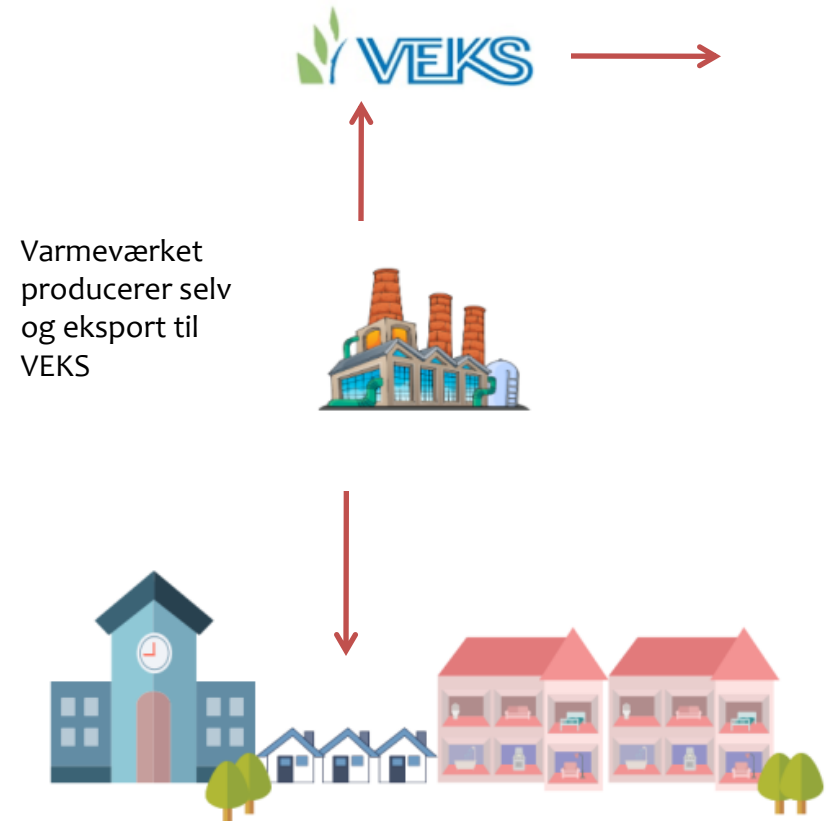 VEKS
Varmeværket
producerer selv
og eksport til
VEKS